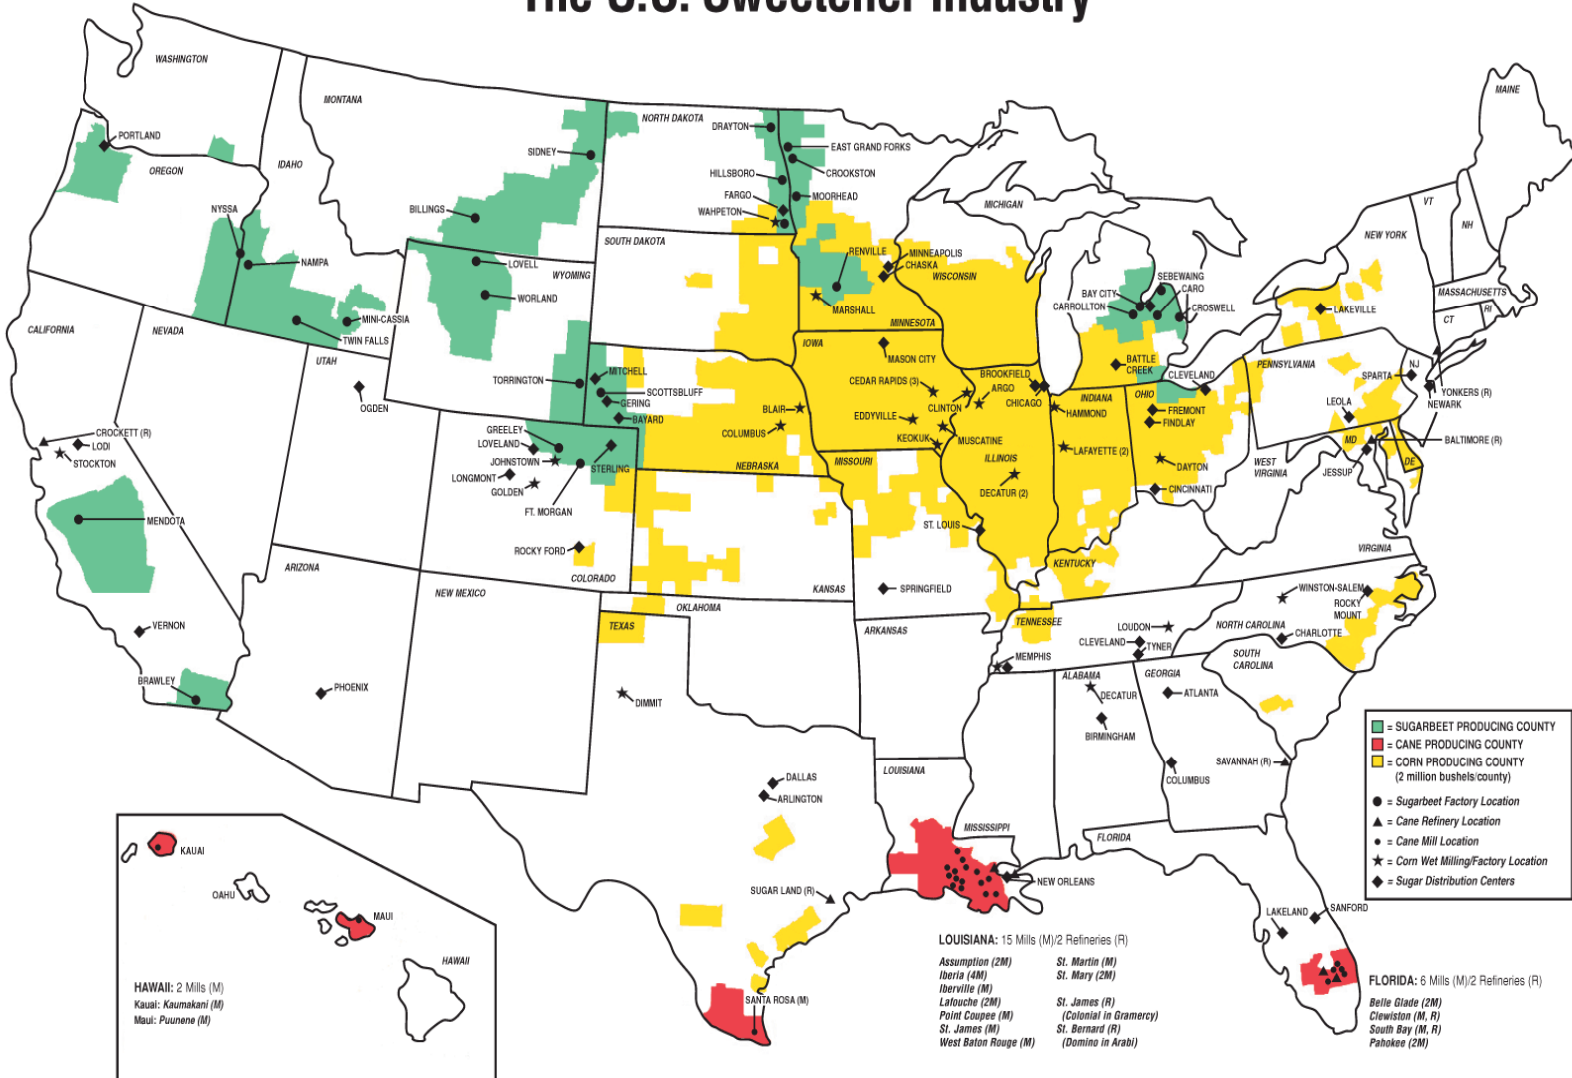 The U.S. Sweetener Industry
WASHINGTON
MONTANA
NORTH DAKOTA
MAINE
PORTLAND
OREGON
IDAHO
SIDNEY
DRAYTON
EAST GRAND FORKS
CROOKSTON
HILLSBORO
MOORHEAD
FARGO
WAHPETON
MICHIGAN
VT
NH
NEW YORK
NYSSA
BILLINGS
NAMPA
LOVELL
WYOMING
WORLAND
SOUTH DAKOTA
RENVILLE
MINNEAPOLIS
CHASKA
WISCONSIN
MARSHALL
MINNESOTA
SEBEWAING
BAY CITY
CARO
CARROLLTON
CROSWELL
LAKEVILLE
MASSACHUSETTS
CT
RI
CALIFORNIA
NEVADA
MINI-CASSIA
TWIN FALLS
UTAH
OGDEN
IOWA
MASON CITY
TORRINGTON
MITCHELL
SCOTTSBLUFF
GERING
BAYARD
BLAIR
COLUMBUS
NEBRASKA
CEDAR RAPIDS (3)
CLINTON
EDDYVILLE
KEOKUK
MUSCATINE
BROOKFIELD
ARGO
CHICAGO
BATTLE
CREEK
CLEVELAND
INDIANA
OHIO
HAMMOND
FREMONT
FINDLAY
PENNSYLVANIA
NJ
SPARTA
YONKERS (R)
NEWARK
LEOLA
MD
BALTIMORE (R)
JESSUP
DE
CROCKETT (R)
LODI
STOCKTON
GREELEY
LOVELAND
JOHNSTOWN
LONGMONT
GOLDEN
STERLING
FT. MORGAN
MISSOURI
ILLINOIS
DECATUR (2)
LAFAYETTE (2)
DAYTON
CINCINNATI
WEST
VIRGINIA
MENDOTA
ROCKY FORD
COLORADO
ST. LOUIS
KENTUCKY
VIRGINIA
ARIZONA
NEW MEXICO
KANSAS
SPRINGFIELD
OKLAHOMA
TEXAS
ARKANSAS
TENNESSEE
WINSTON-SALEM
ROCKY
MOUNT
LOUDON
NORTH CAROLINA
CLEVELAND
CHARLOTTE
TYNER
VERNON
MEMPHIS
SOUTH
CAROLINA
BRAWLEY
PHOENIX
DIMMIT
ALABAMA
GEORGIA
DECATUR
ATLANTA
BIRMINGHAM
LOUISIANA
SAVANNAH (R)
COLUMBUS
DALLAS
ARLINGTON
MISSISSIPPI
FLORIDA
= SUGARBEET PRODUCING COUNTY
= CANE PRODUCING COUNTY
= CORN PRODUCING COUNTY
(2 million bushels/county)
= Sugarbeet Factory Location
= Cane Refinery Location
= Cane Mill Location
= Corn Wet Milling/Factory Location
= Sugar Distribution Centers
KAUAI
OAHU
MAUI
HAWAII
SUGAR LAND (R)
NEW ORLEANS
LAKELAND
SANFORD
SANTA ROSA (M)
HAWAII: 2 Mills (M)
Kauai: Kaumakani (M)
Maui: Puunene (M)
LOUISIANA: 15 Mills (M)/2 Refineries (R)
Assumption (2M)
Iberia (4M)
Iberville (M)
Lafouche (2M)
Point Coupee (M)
St. James (M)
West Baton Rouge (M)
St. Martin (M)
St. Mary (2M)
St. James (R)
(Colonial in Gramercy)
St. Bernard (R)
(Domino in Arabi)
FLORIDA: 6 Mills (M)/2 Refineries (R)
Belle Glade (2M)
Clewiston (M, R)
South Bay (M, R)
Pahokee (2M)